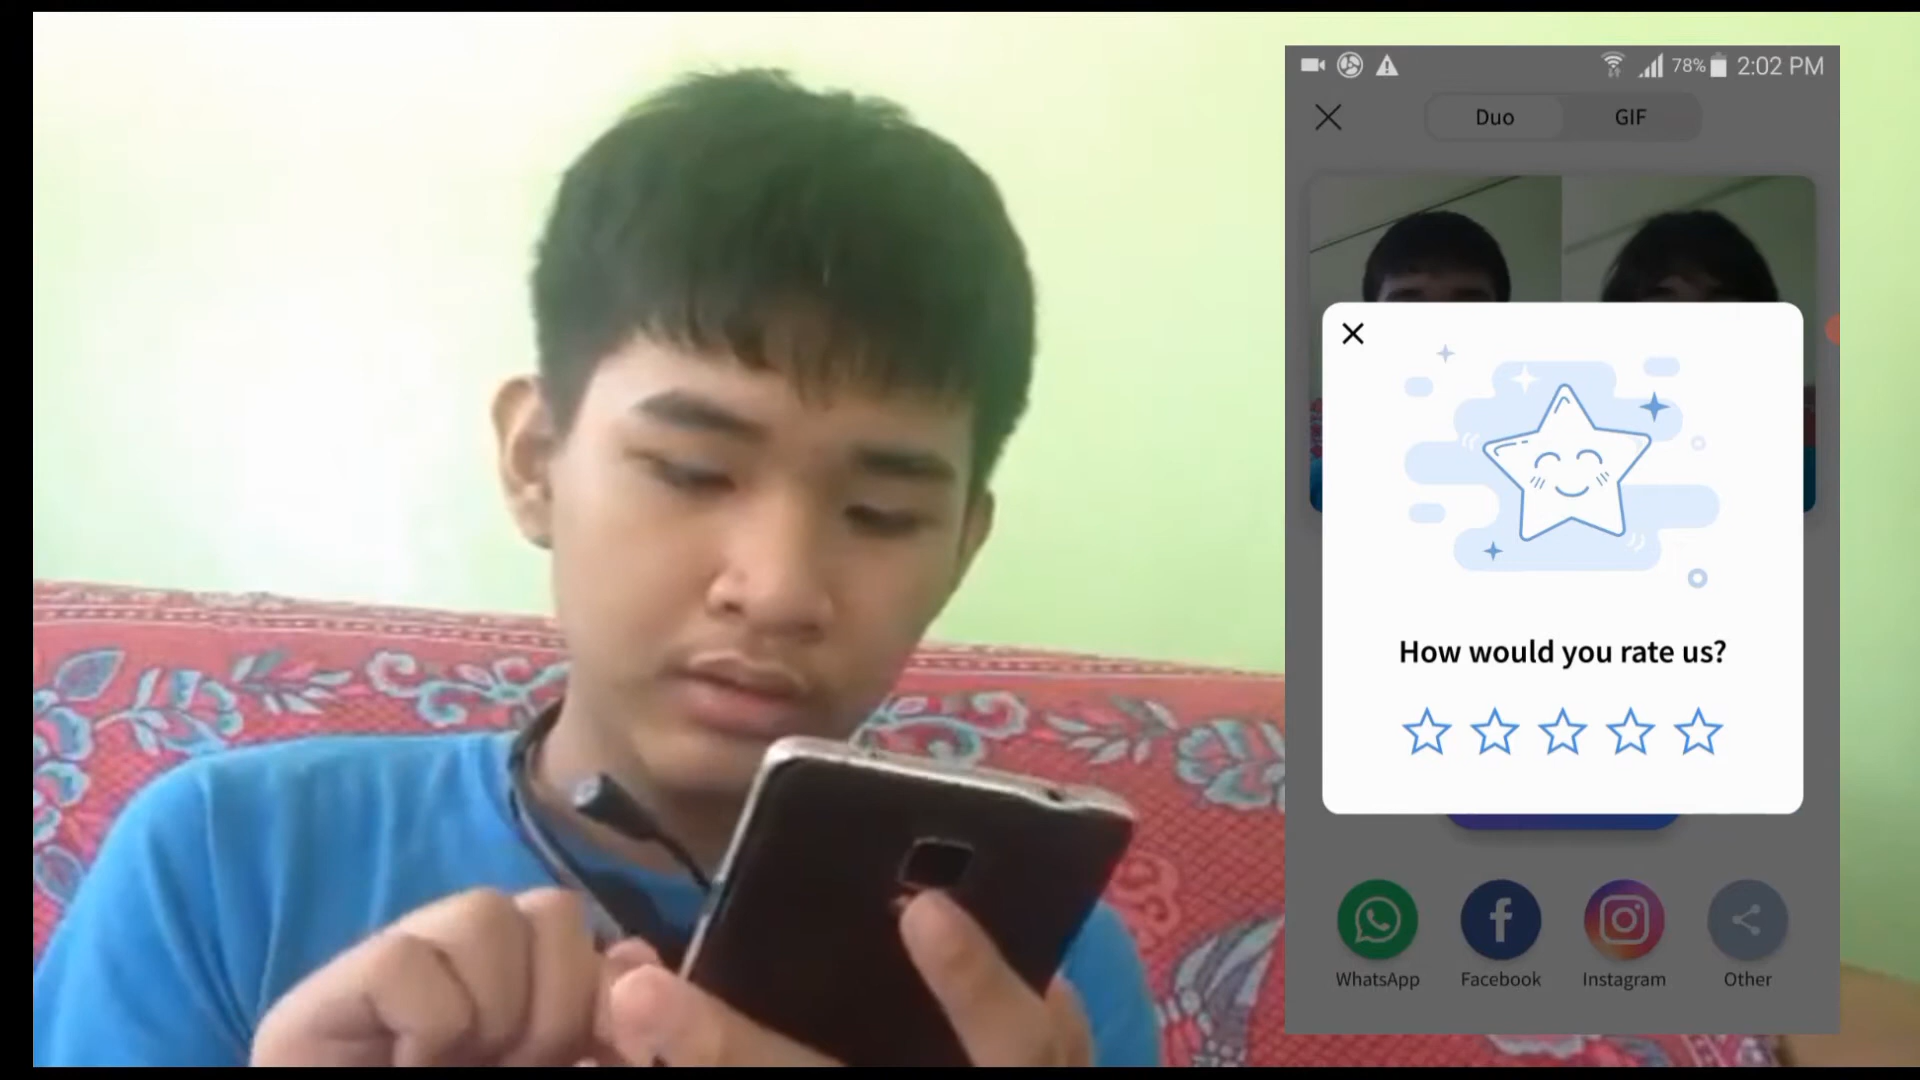 78% 2:02 PM
Duo GIF
How would you rate us?
WhatsApp Facebook Instagram Other